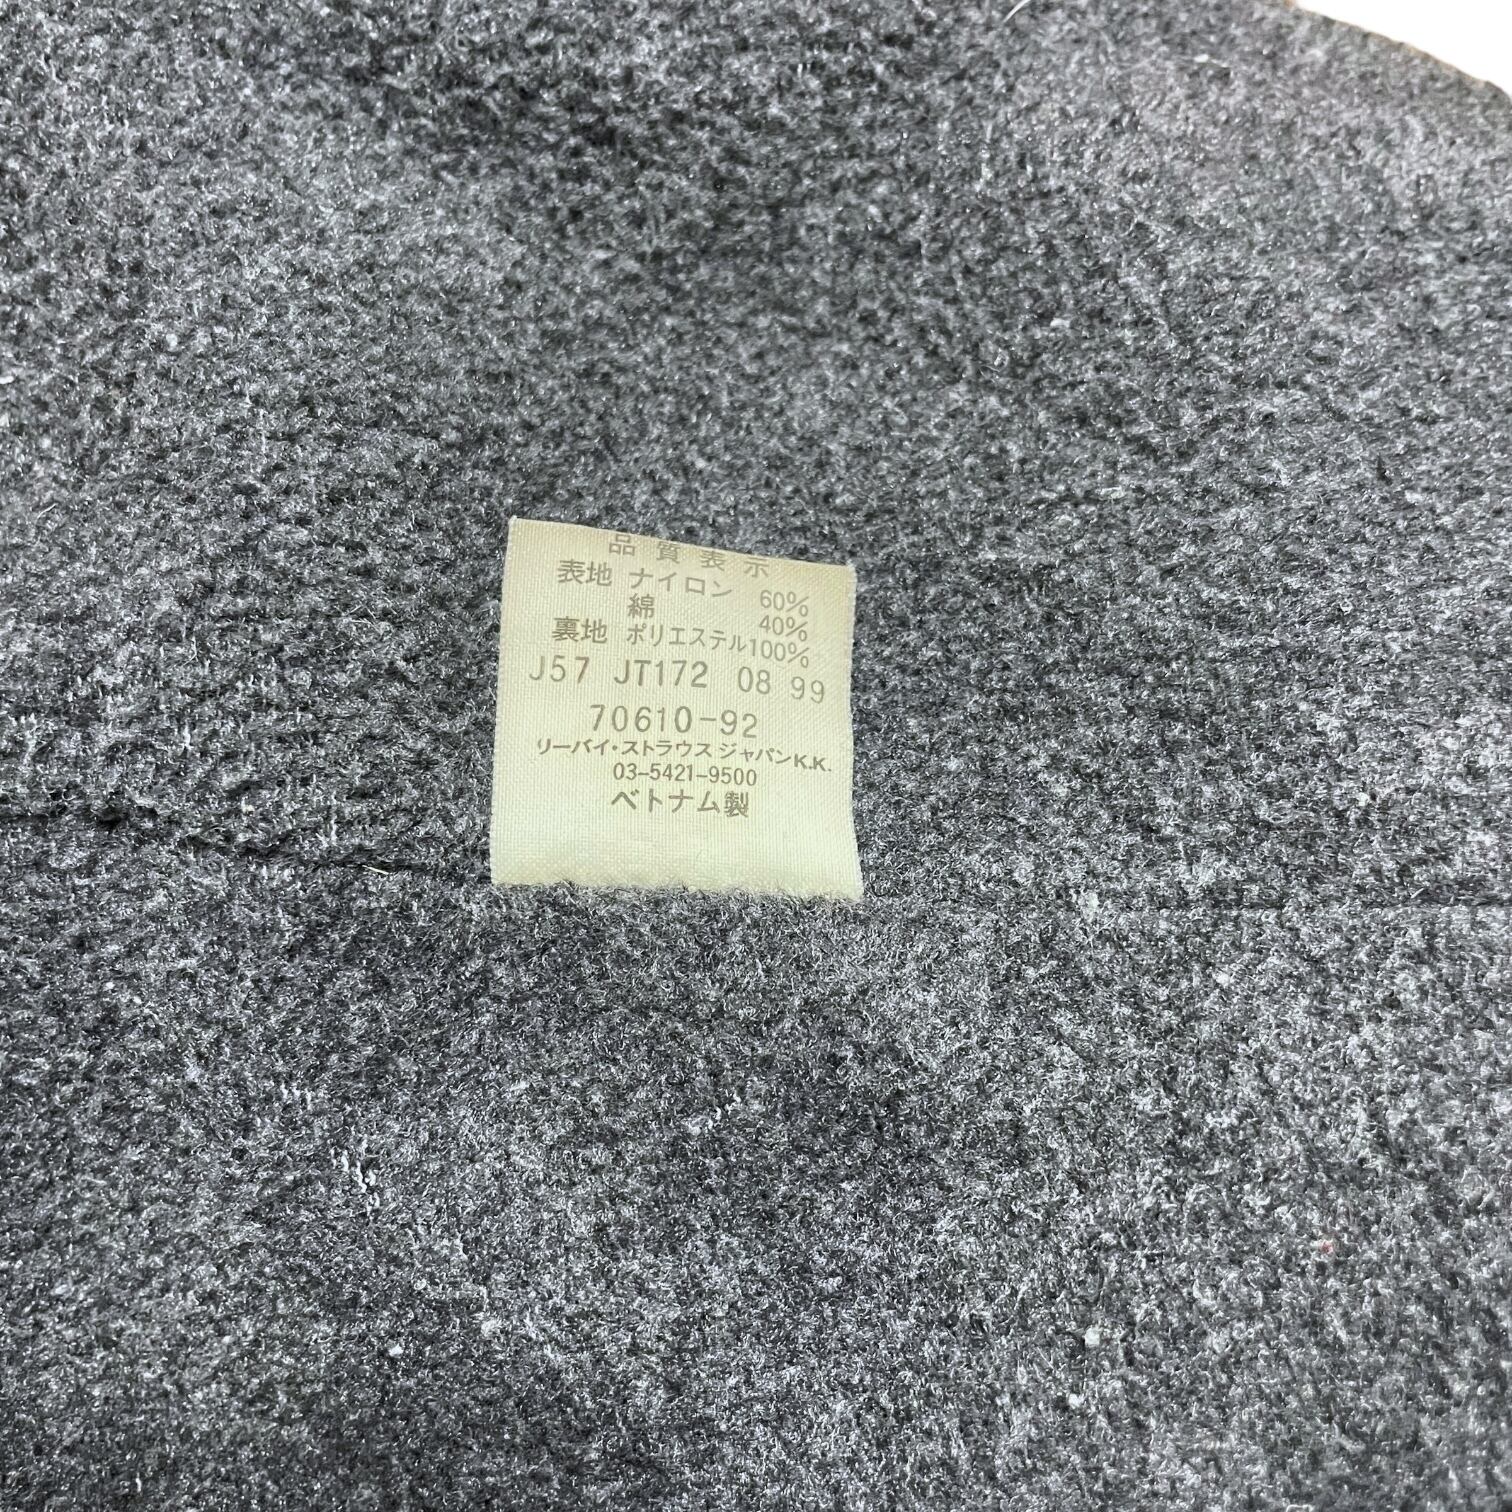 品質表示
表地 ナイロン 60%
綿 40%
裏地 ポリエステル100%
J57 JT172 08 99
70610-92
リーバイ・ストラウス ジャパンK.K.
03-5421-9500
ベトナム製